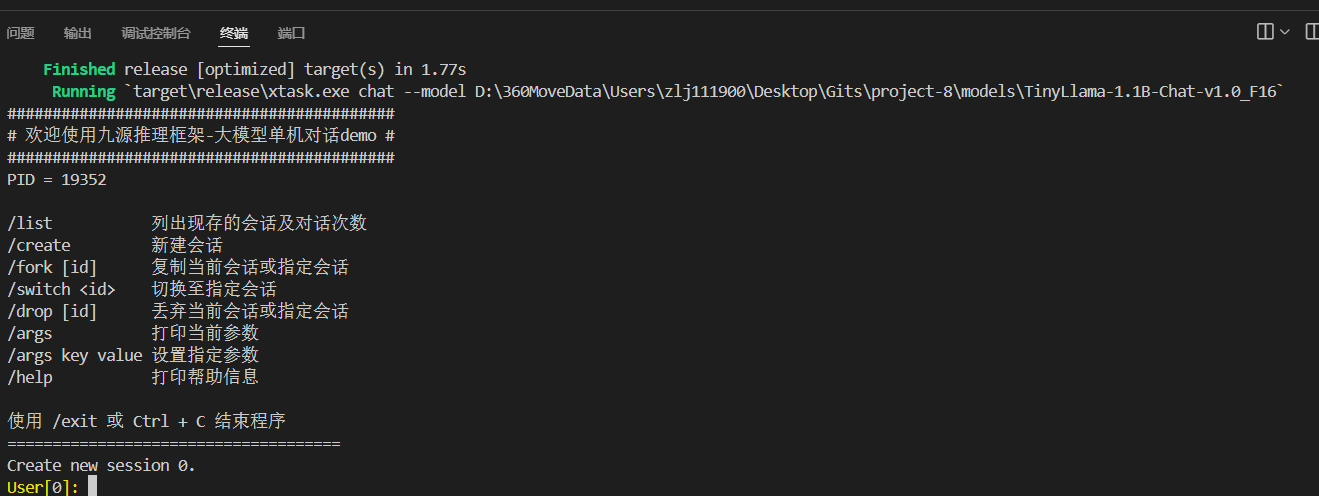 问题 输出 调试控制台 终端 端口
Finished release [optimized] target(s) in 1.77s
Running `target\release\xtask.exe chat --model D:\360MoveData\Users\zlj111900\Desktop\Gits\project-8\models\TinyLlama-1.1B-Chat-v1.0_F16`
###########################################
# 欢迎使用九源推理框架-大模型单机对话demo #
###########################################
PID = 19352
/list 列出现存的会话及对话次数
/create 新建会话
/fork [id] 复制当前会话或指定会话
/switch <id> 切换至指定会话
/drop [id] 丢弃当前会话或指定会话
/args 打印当前参数
/args key value 设置指定参数
/help 打印帮助信息
使用 /exit 或 Ctrl + C 结束程序
=====================================
Create new session 0.
User[0]: